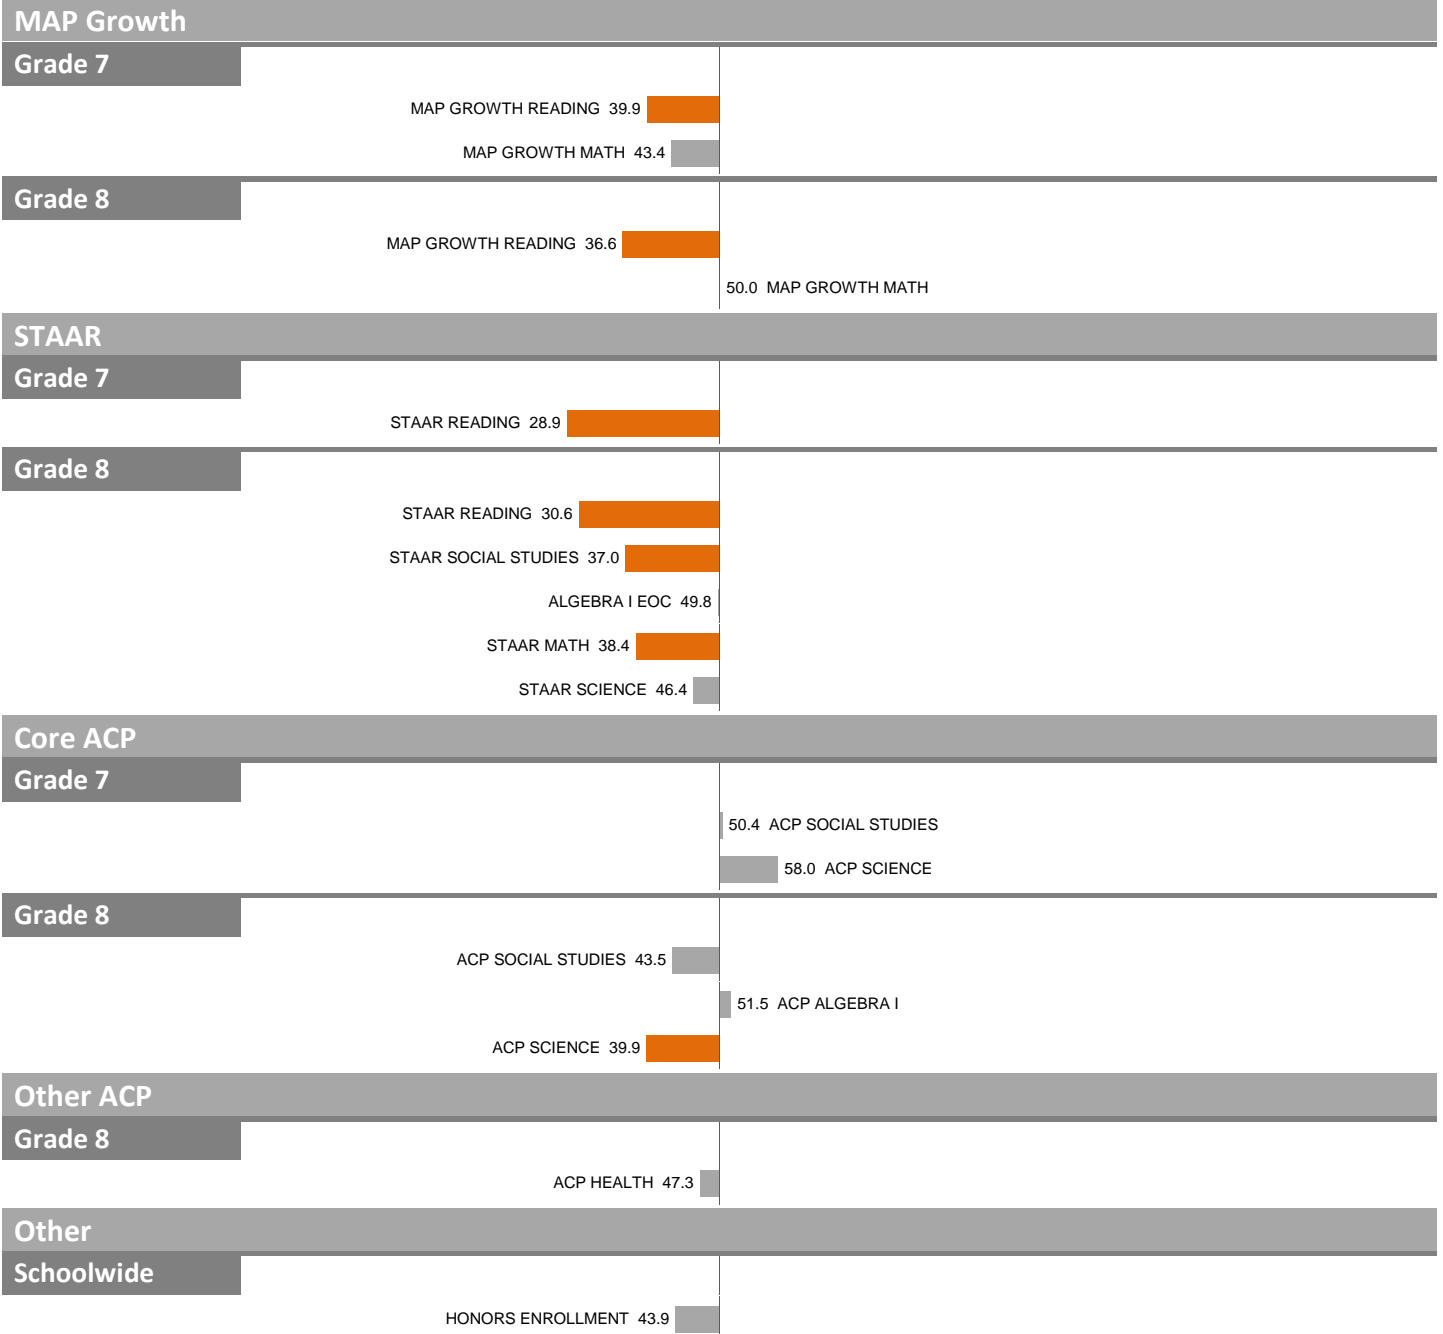 MAP Growth
Grade 7
MAP GROWTH READING 39.9
MAP GROWTH MATH 43.4
Grade 8
MAP GROWTH READING 36.6
50.0 MAP GROWTH MATH
STAAR
Grade 7
STAAR READING 28.9
Grade 8
STAAR READING 30.6
STAAR SOCIAL STUDIES 37.0
ALGEBRA I EOC 49.8
STAAR MATH 38.4
STAAR SCIENCE 46.4
Core ACP
Grade 7
50.4 ACP SOCIAL STUDIES
58.0 ACP SCIENCE
Grade 8
ACP SOCIAL STUDIES 43.5
51.5 ACP ALGEBRA I
ACP SCIENCE 39.9
Other ACP
Grade 8
ACP HEALTH 47.3
Other
Schoolwide
HONORS ENROLLMENT 43.9